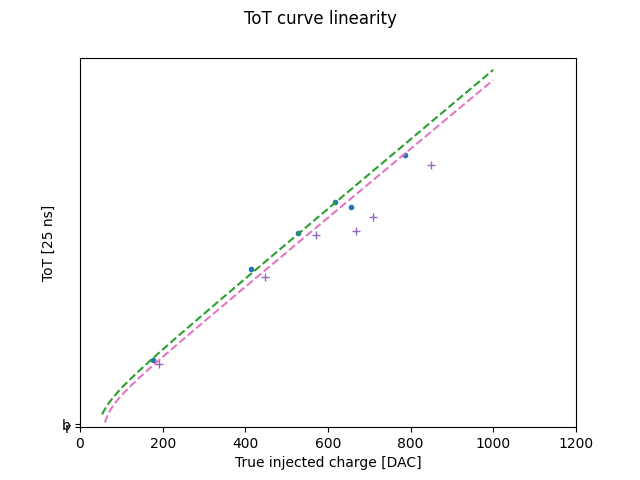 ToT curve linearity
ToT [25 ns]
b
0 200 400 600 800 1000 1200
True injected charge [DAC]